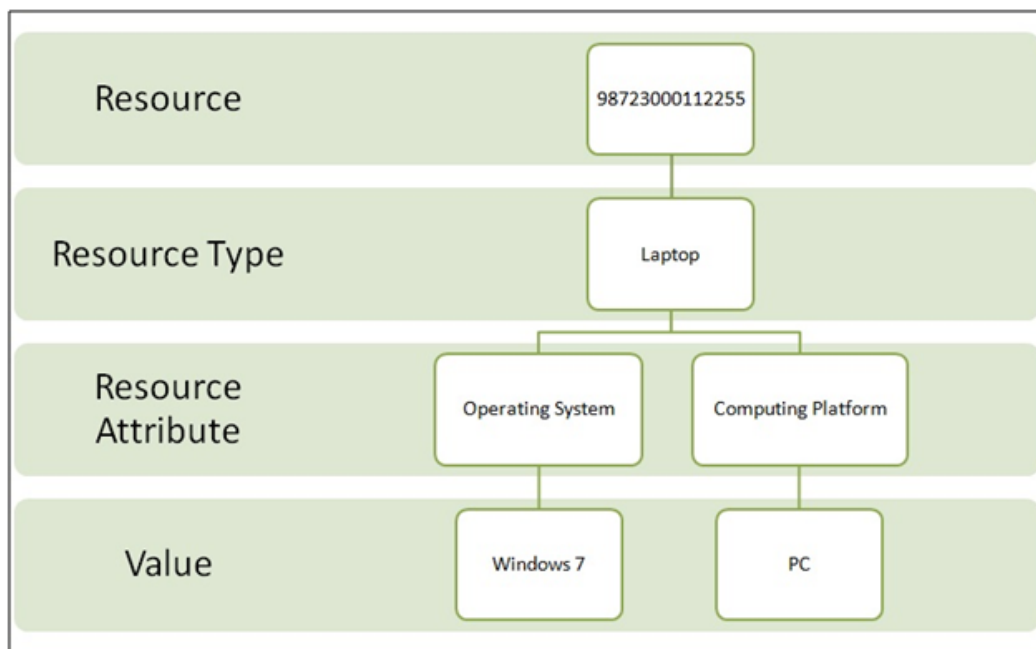 Resource
98723000112255
Resource Type
Laptop
Resource
Attribute
Operating System
Computing Platform
Value
Windows 7
PC